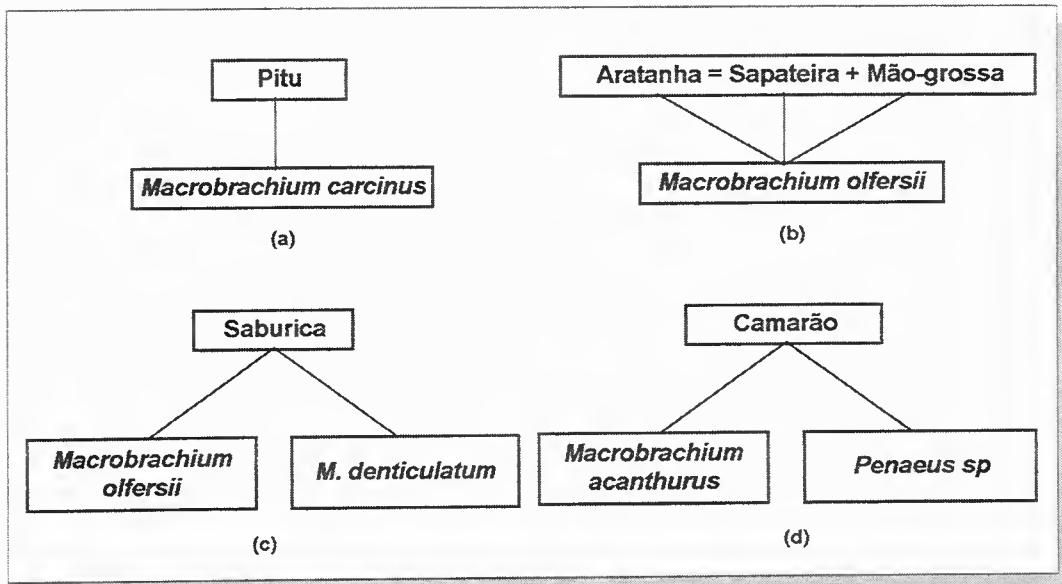 Pitu
Macrobrachium carcinus
(a)
Aratanha = Sapateira + Mão-grossa
Macrobrachium olfersii
(b)
Saburica
Macrobrachium
olfersii
M. denticulatum
(c)
Camarão
Macrobrachium
acanthurus
Penaeus sp
(d)